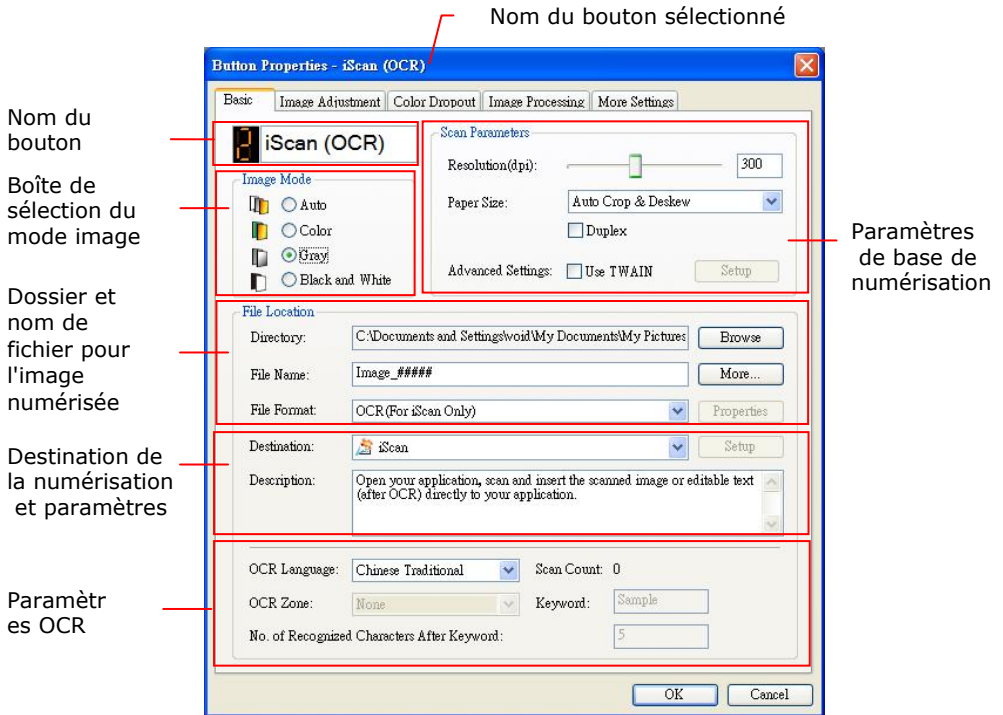 Nom du bouton sélectionné
Button Properties - iScan (OCR)
Basic Image Adjustment Color Dropout Image Processing More Settings
Nom du
bouton
2 iScan (OCR)
Boîte de
sélection du
mode image
Image Mode
Auto
Color
Gray
Black and White
Scan Parameters
Resolution(dpi): 300
Paper Size: Auto Crop & Deskew
Duplex
Advanced Settings: Use TWAIN Setup
Paramètres
de base de
numérisation
Dossier et
nom de
fichier pour
l'image
numérisée
File Location
Directory: C:\Documents and Settings\void\My Documents\My Pictures Browse
File Name: Image_##### More...
File Format: OCR(For iScan Only) Properties
Destination de
la numérisation
et paramètres
Destination: iScan Setup
Description: Open your application, scan and insert the scanned image or editable text
(after OCR) directly to your application.
Paramètr
es OCR
OCR Language: Chinese Traditional Scan Count: 0
OCR Zone: None Keyword: Sample
No. of Recognized Characters After Keyword: 5
OK Cancel